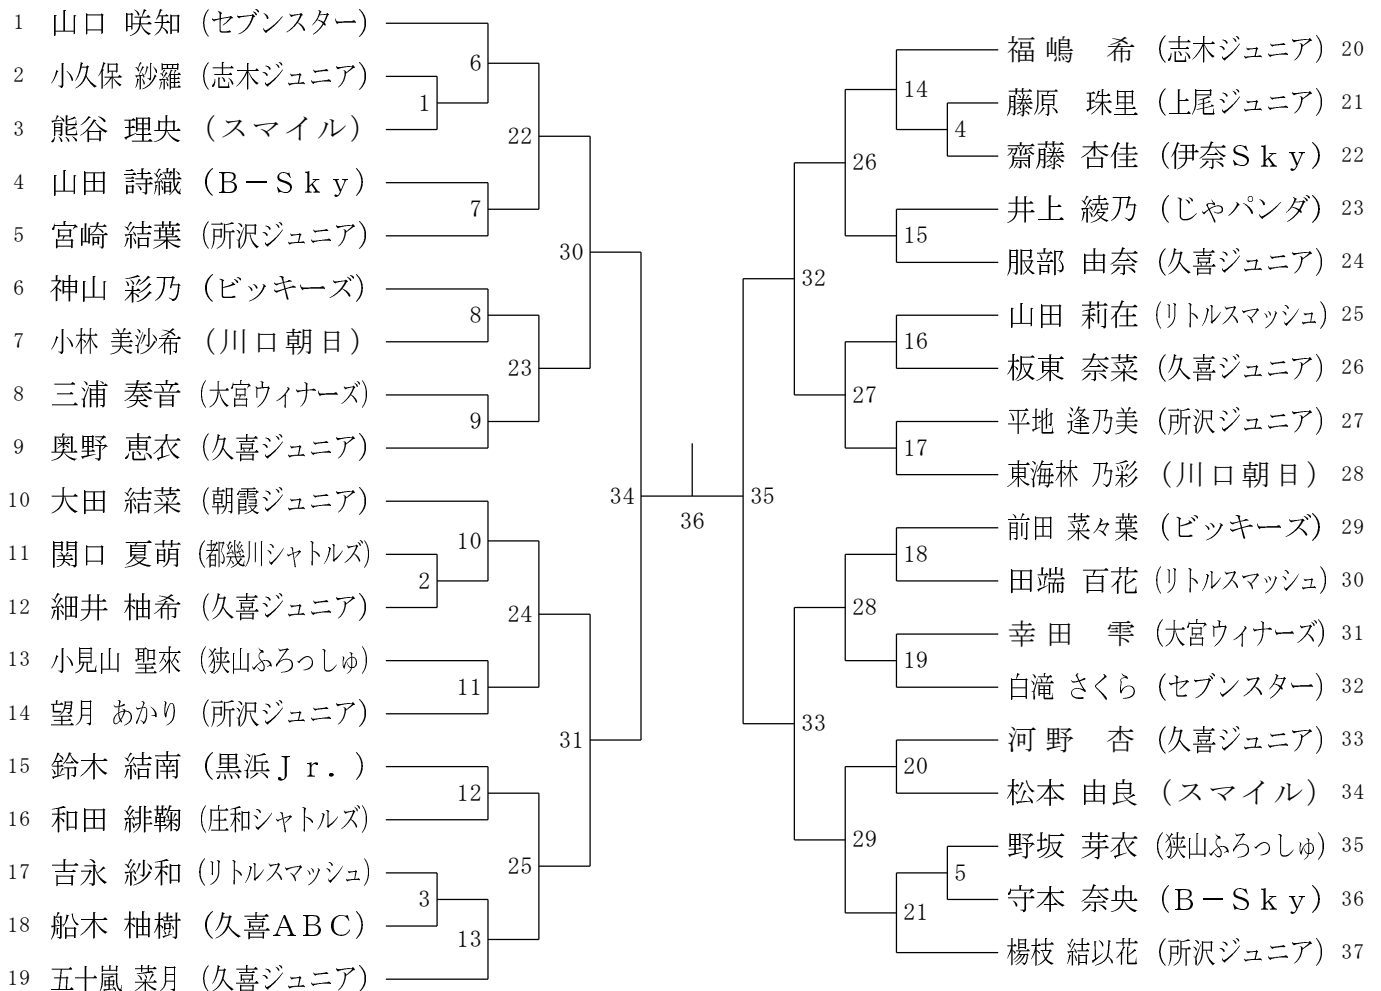 1 山口 咲知 (セブンスター)
2 小久保 紗羅 (志木ジュニア)
3 熊谷 理央 (スマイル)
4 山田 詩織 (B－Sky)
5 宮崎 結葉 (所沢ジュニア)
6 神山 彩乃 (ビッキーズ)
7 小林 美沙希 (川口朝日)
8 三浦 奏音 (大宮ウィナーズ)
9 奥野 恵衣 (久喜ジュニア)
10 大田 結菜 (朝霞ジュニア)
11 関口 夏萌 (都幾川シャトルズ)
12 細井 柚希 (久喜ジュニア)
13 小見山 聖來 (狭山ふろっしゅ)
14 望月 あかり (所沢ジュニア)
15 鈴木 結南 (黒浜Jr.)
16 和田 緋鞠 (庄和シャトルズ)
17 吉永 紗和 (リトルスマッシュ)
18 船木 柚樹 (久喜ABC)
19 五十嵐 菜月 (久喜ジュニア)
1
2
3
6
7
8
9
10
11
12
13
22
23
24
25
30
31
34
36
35
32
33
26
27
28
29
14
15
16
17
18
19
20
21
4
5
福嶋 希 (志木ジュニア) 20
藤原 珠里 (上尾ジュニア) 21
齋藤 杏佳 (伊奈Sky) 22
井上 綾乃 (じゃパンダ) 23
服部 由奈 (久喜ジュニア) 24
山田 莉在 (リトルスマッシュ) 25
板東 奈菜 (久喜ジュニア) 26
平地 逢乃美 (所沢ジュニア) 27
東海林 乃彩 (川口朝日) 28
前田 菜々葉 (ビッキーズ) 29
田端 百花 (リトルスマッシュ) 30
幸田 雫 (大宮ウィナーズ) 31
白滝 さくら (セブンスター) 32
河野 杏 (久喜ジュニア) 33
松本 由良 (スマイル) 34
野坂 芽衣 (狭山ふろっしゅ) 35
守本 奈央 (B－Sky) 36
楊枝 結以花 (所沢ジュニア) 37